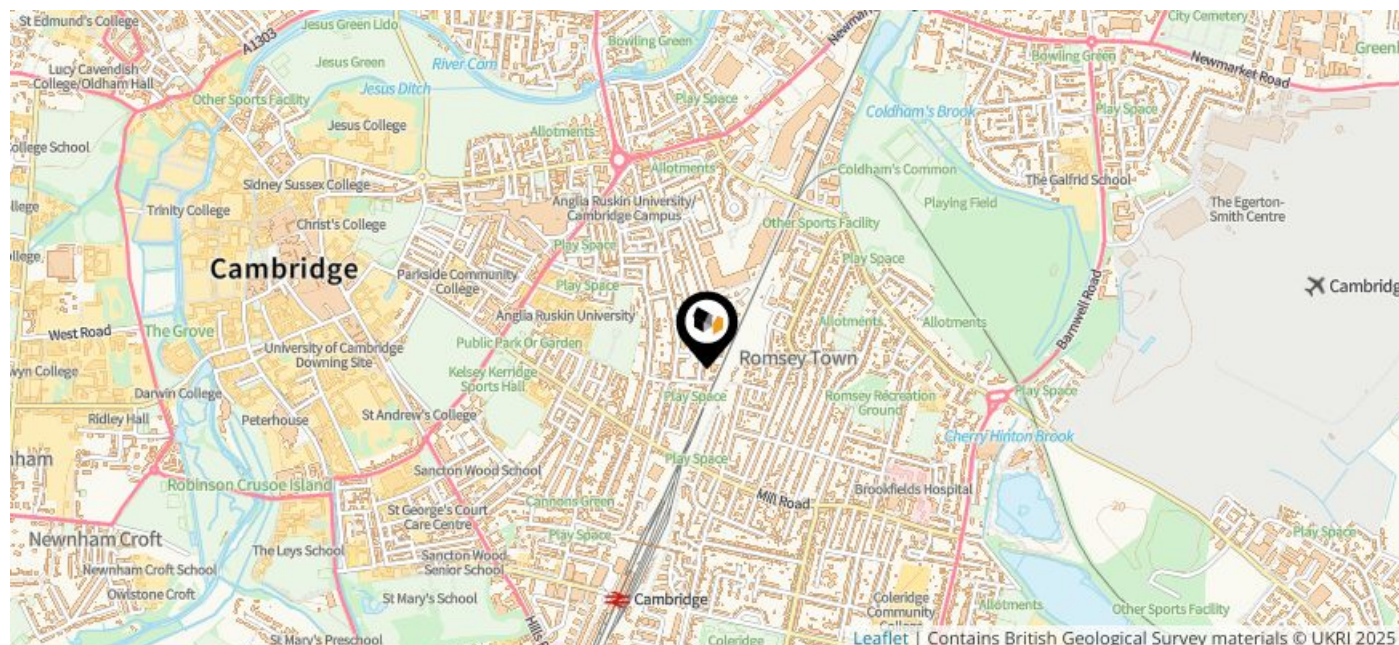 St Edmund's College
Jesus Green Lido
A1303
Bowling Green
City Cemetery
Lucy Cavendish
College/Oldham Hall
Jesus Green
River Cam
Bowling Green
Newmarket Road
Jesus Ditch
Other Sports Facility
Play Space
Play Space
Coldham's Brook
Jesus College
Allotments
College School
Allotments
Coldham's Common
Sidney Sussex College
The Galfrid School
Trinity College
Anglia Ruskin University/
Cambridge Campus
Playing Field
The Egerton-
Smith Centre
Christ's College
Other Sports Facility
Play Space
Cambridge
Parkside Community
College
Play Space
Play Space
Barnwell Road
West Road
The Grove
Anglia Ruskin University
Allotments
Allotments
University of Cambridge
Downing Site
Public Park Or Garden
Romsey Town
Kelsey Kerridge
Sports Hall
Darwin College
Play Space
Romsey Recreation
Ground
Play Space
Ridley Hall
Peterhouse
St Andrew's College
Cherry Hinton Brook
Sancton Wood School
Play Space
Robinson Crusoe Island
Brookfields Hospital
Mill Road
Cannons Green
St George's Court
Care Centre
20
Newnham Croft
The Leys School
Play Space
Play Space
Newnham Croft School
Sancton Wood
Senior School
Owlstone Croft
St Mary's School
Cambridge
Coleridge
Community
Allotments
Other Sports Facility
St Mary's Preschool
Coleridge
Leaflet | Contains British Geological Survey materials © UKRI 2025